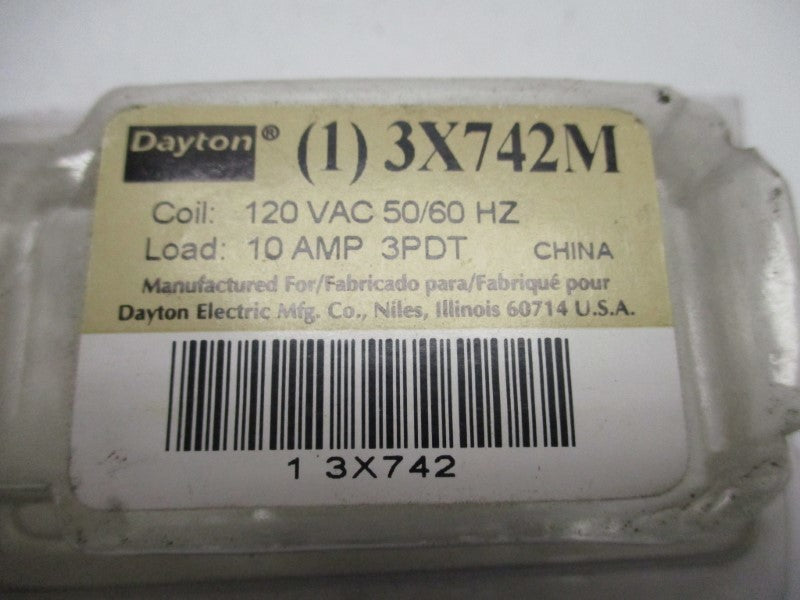 Dayton® (1) 3X742M
Coil: 120 VAC 50/60 HZ
Load: 10 AMP 3PDT CHINA
Manufactured For/Fabricado para/Fabriqué pour
Dayton Electric Mfg. Co., Niles, Illinois 60714 U.S.A.
1 3X742